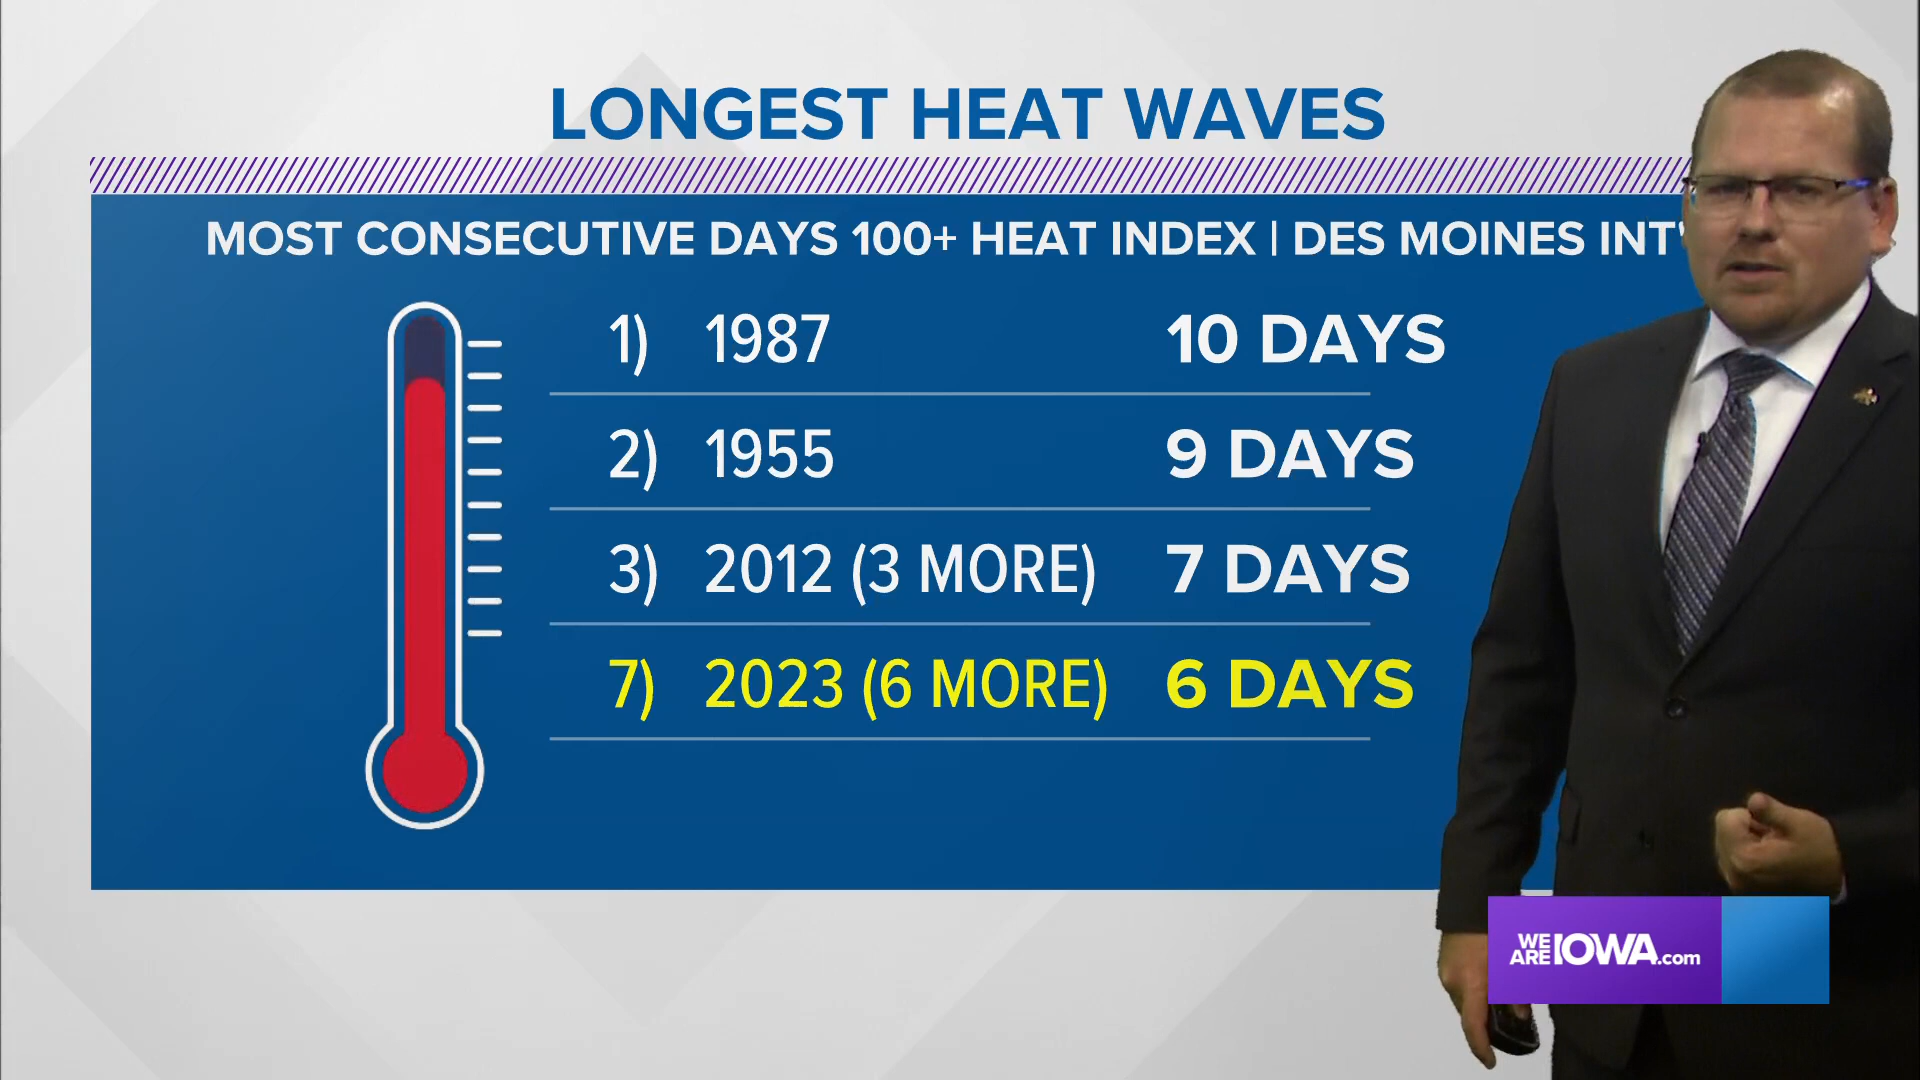 LONGEST HEAT WAVES
MOST CONSECUTIVE DAYS 100+ HEAT INDEX | DES MOINES INT'
1) 1987 10 DAYS
2) 1955 9 DAYS
3) 2012 (3 MORE) 7 DAYS
7) 2023 (6 MORE) 6 DAYS
WE ARE IOWA.com